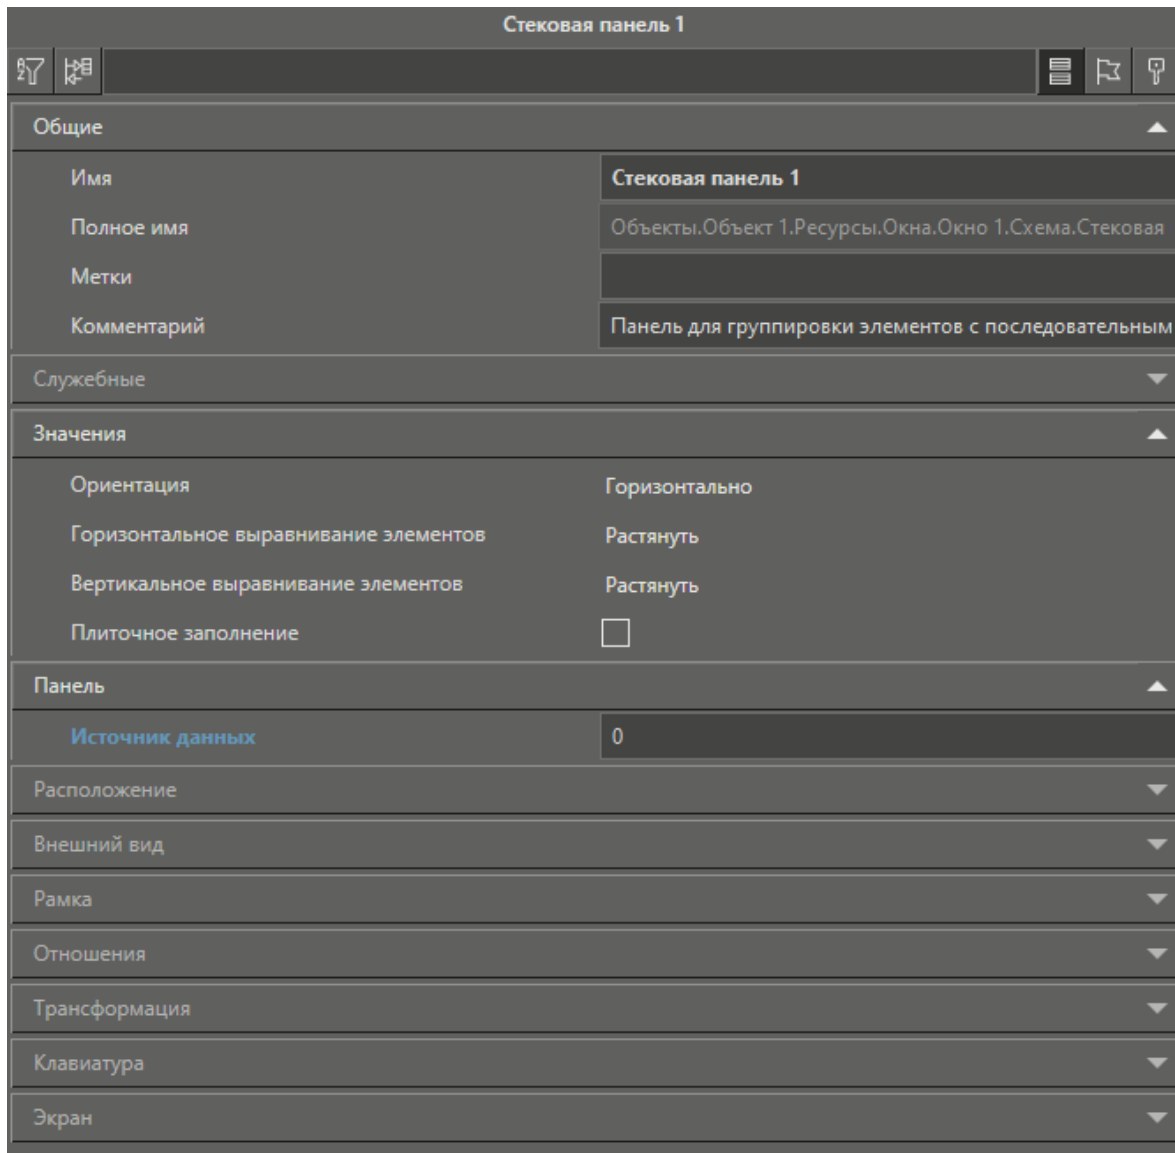 Стековая панель 1
Общие
Имя Стековая панель 1
Полное имя Объекты.Объект 1.Ресурсы.Окна.Окно 1.Схема.Стековая
Метки
Комментарий Панель для группировки элементов с последовательным
Служебные
Значения
Ориентация Горизонтально
Горизонтальное выравнивание элементов Растянуть
Вертикальное выравнивание элементов Растянуть
Плиточное заполнение
Панель
Источник данных 0
Расположение
Внешний вид
Рамка
Отношения
Трансформация
Клавиатура
Экран